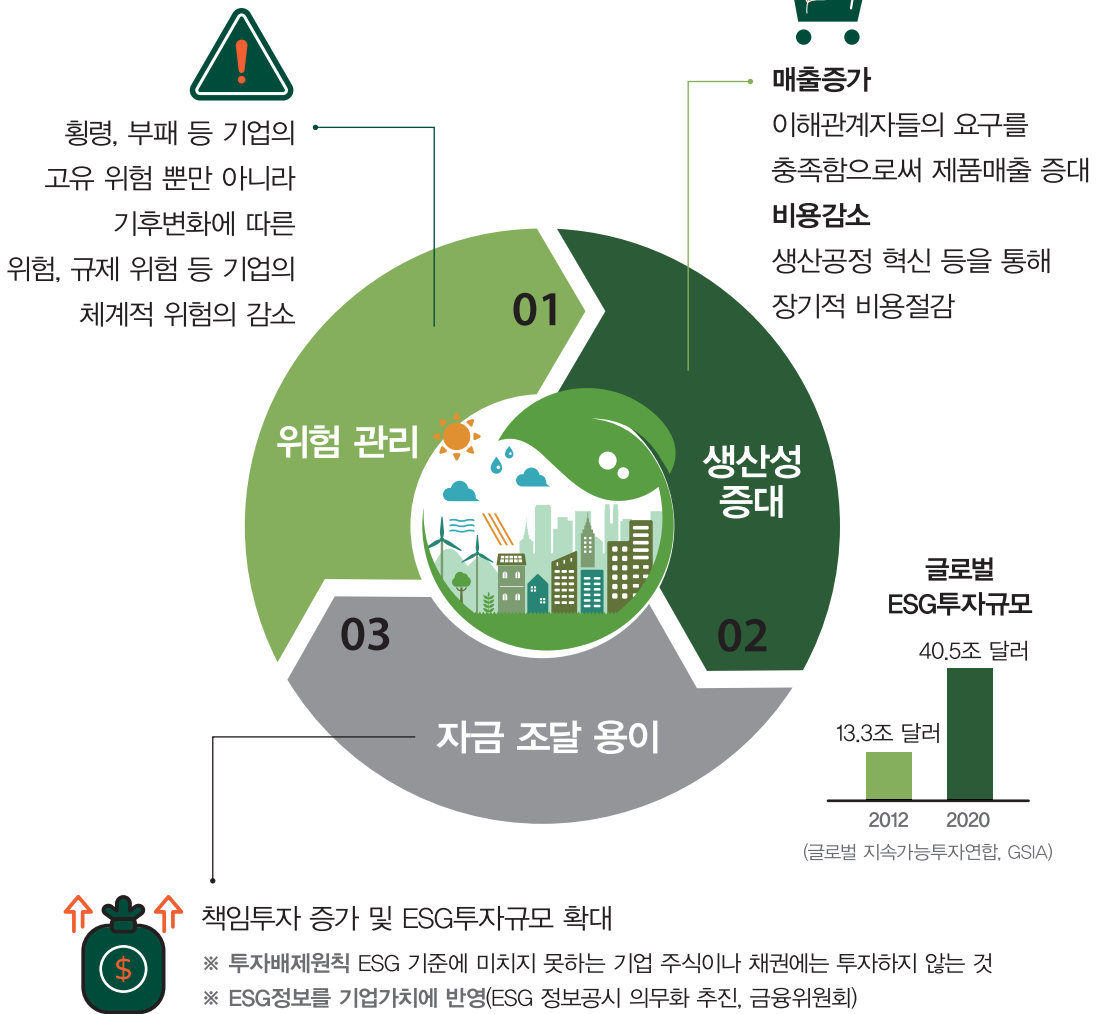 횡령, 부패 등 기업의
고유 위험 뿐만 아니라
기후변화에 따른
위험, 규제 위험 등 기업의
체계적 위험의 감소
매출증가
이해관계자들의 요구를
충족함으로써 제품매출 증대
비용감소
생산공정 혁신 등을 통해
장기적 비용절감
01
위험 관리
생산성
증대
02
03
자금 조달 용이
글로벌
ESG투자규모
40.5조 달러
13.3조 달러
2012 2020
(글로벌 지속가능투자연합, GSIA)
$
책임투자 증가 및 ESG투자규모 확대
※ 투자배제원칙 ESG 기준에 미치지 못하는 기업 주식이나 채권에는 투자하지 않는 것
※ ESG정보를 기업가치에 반영(ESG 정보공시 의무화 추진, 금융위원회)